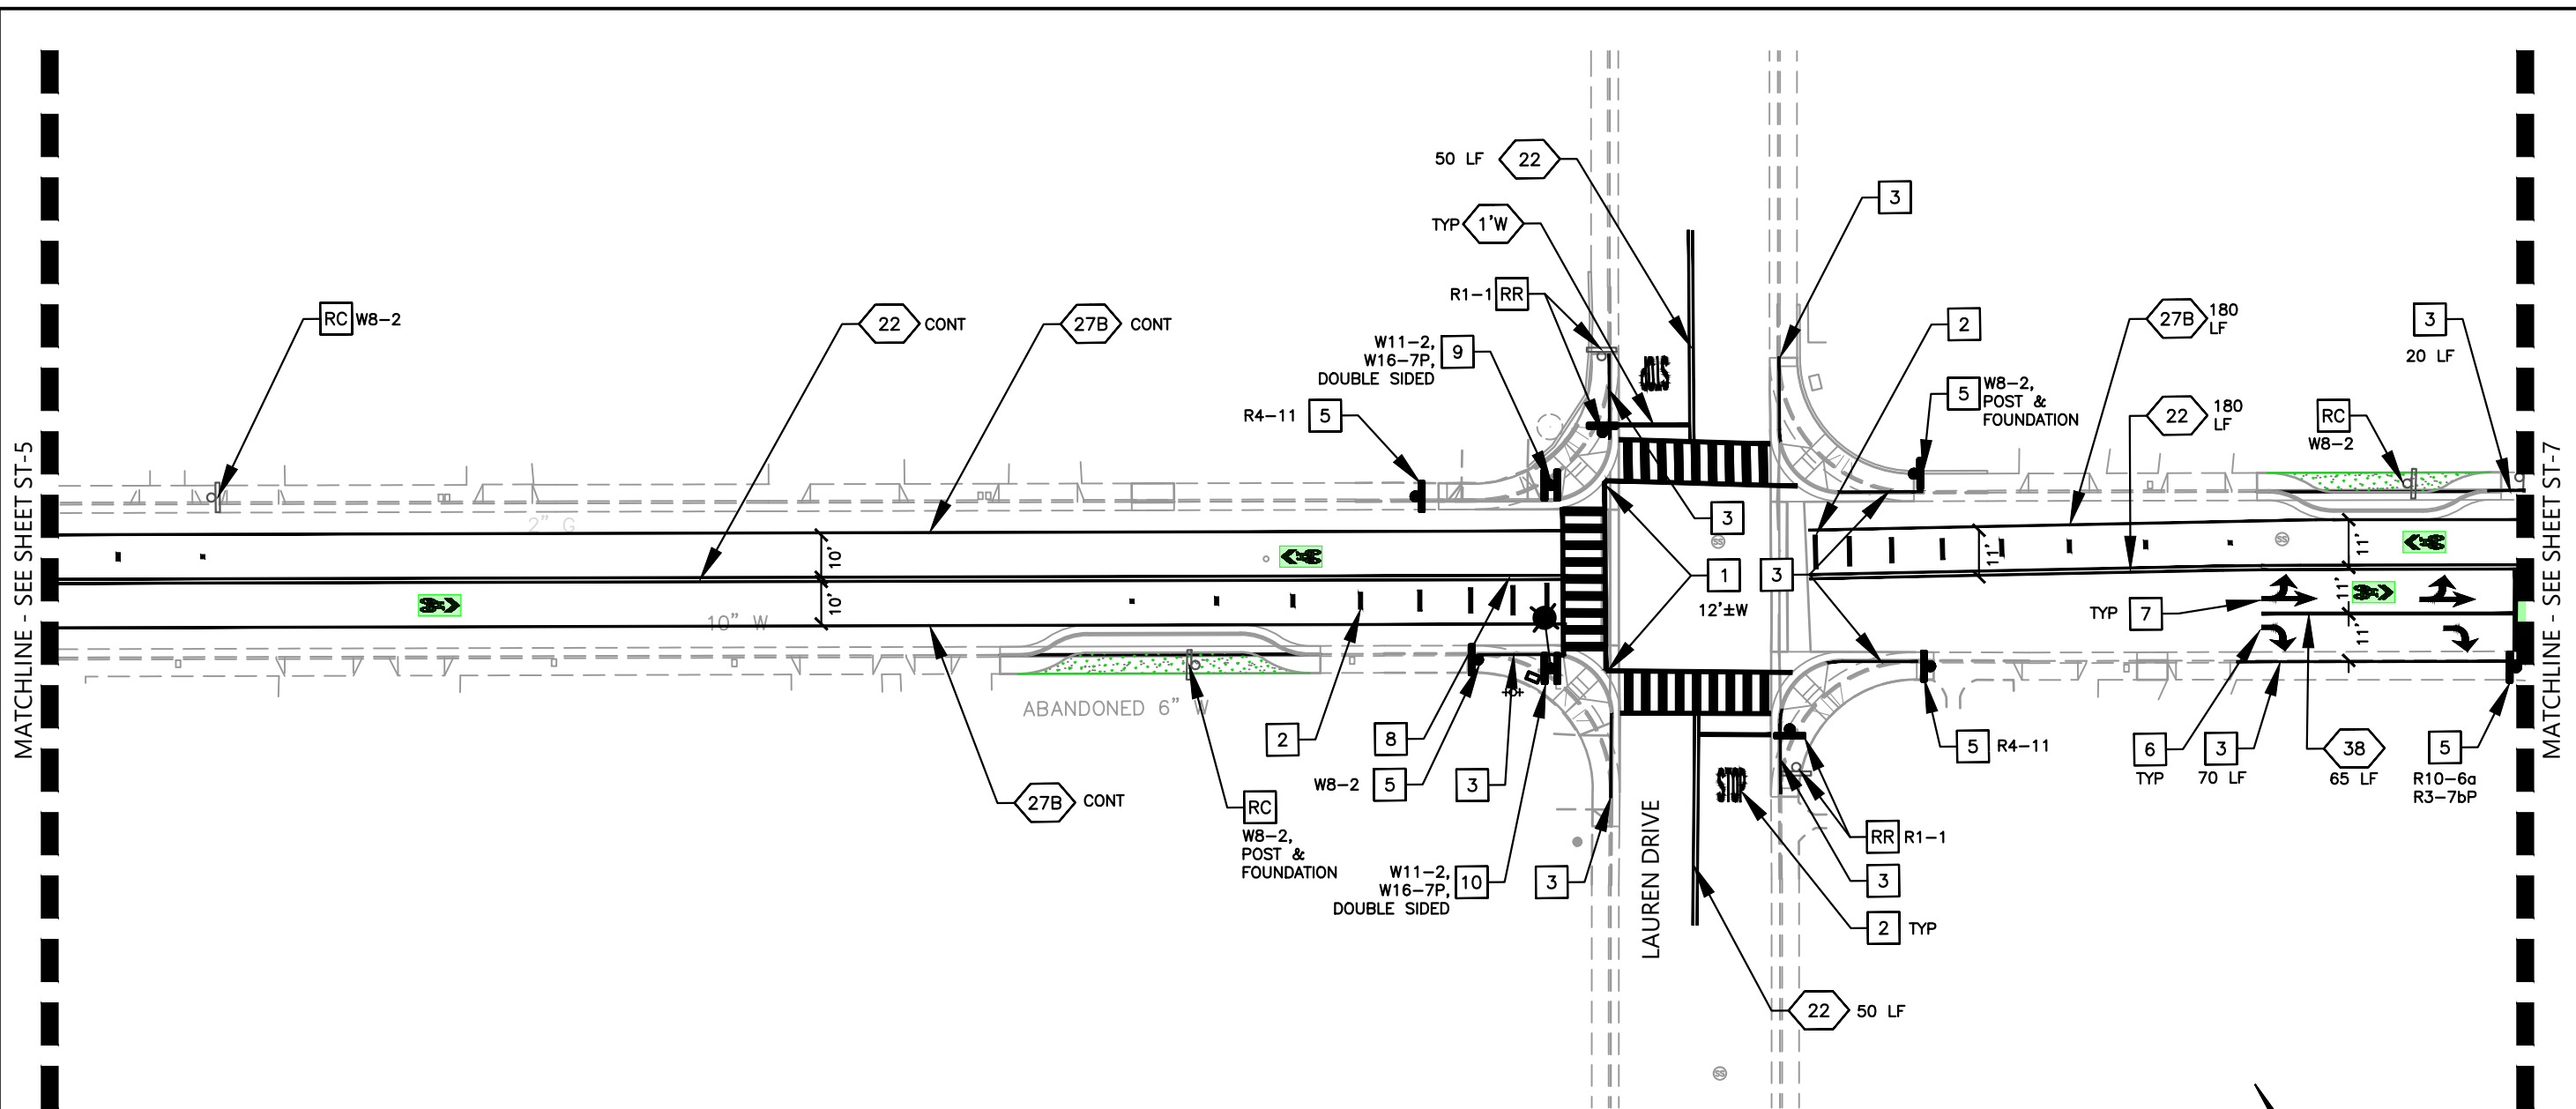 MATCHLINE - SEE SHEET ST-5
RC W8-2
22 CONT
27B CONT
50 LF 22
TYP 1'W
R1-1 RR
W11-2,
W16-7P,
DOUBLE SIDED
9
R4-11 5
3
2
5 W8-2,
POST &
FOUNDATION
27B 180
LF
22 180
LF
3
20 LF
RC
W8-2
MATCHLINE - SEE SHEET ST-7
2" G
10'
10'
10" W
ABANDONED 6" W
SS
3
1
12'±W
3
11'
11'
11'
11'
SS
TYP 7
2
8
W8-2 5
3
27B CONT
RC
W8-2,
POST &
FOUNDATION
W11-2,
W16-7P,
DOUBLE SIDED
10
3
LAUREN DRIVE
5 R4-11
6
TYP
3
70 LF
38
65 LF
5
R10-6a
R3-7bP
RR R1-1
3
2 TYP
22 50 LF
SS